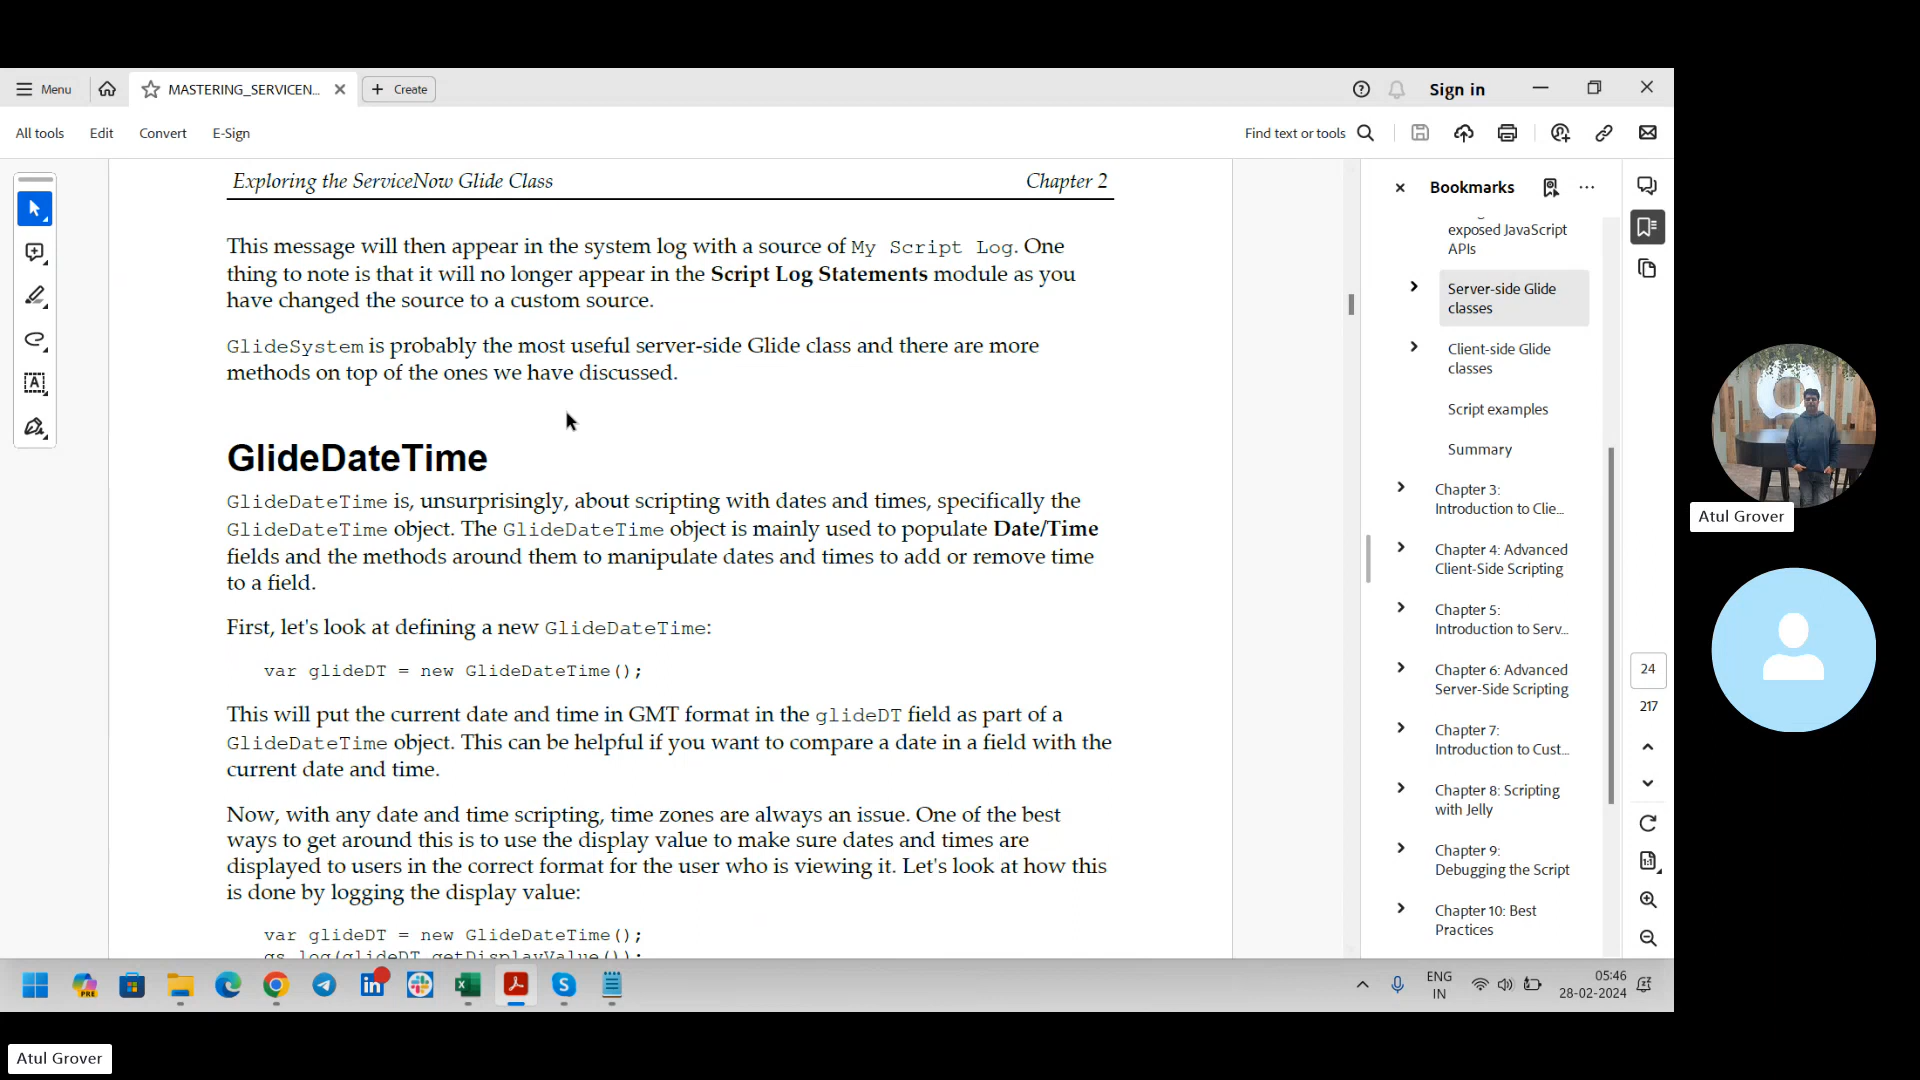 Menu
MASTERING_SERVICEN...
Create
Sign in
All tools
Edit
Convert
E-Sign
Find text or tools
Exploring the ServiceNow Glide Class
Chapter 2
This message will then appear in the system log with a source of My Script Log. One
thing to note is that it will no longer appear in the Script Log Statements module as you
have changed the source to a custom source.
GlideSystem is probably the most useful server-side Glide class and there are more
methods on top of the ones we have discussed.
GlideDateTime
GlideDateTime is, unsurprisingly, about scripting with dates and times, specifically the
GlideDateTime object. The GlideDateTime object is mainly used to populate Date/Time
fields and the methods around them to manipulate dates and times to add or remove time
to a field.
First, let's look at defining a new GlideDateTime:
var glideDT = new GlideDateTime();
This will put the current date and time in GMT format in the glideDT field as part of a
GlideDateTime object. This can be helpful if you want to compare a date in a field with the
current date and time.
Now, with any date and time scripting, time zones are always an issue. One of the best
ways to get around this is to use the display value to make sure dates and times are
displayed to users in the correct format for the user who is viewing it. Let's look at how this
is done by logging the display value:
var glideDT = new GlideDateTime();
gs.log(glideDT.getDisplayValue());
Bookmarks
exposed JavaScript
APIs
Server-side Glide
classes
Client-side Glide
classes
Script examples
Summary
Chapter 3:
Introduction to Clie...
Chapter 4: Advanced
Client-Side Scripting
Chapter 5:
Introduction to Serv...
Chapter 6: Advanced
Server-Side Scripting
Chapter 7:
Introduction to Cust...
Chapter 8: Scripting
with Jelly
Chapter 9:
Debugging the Script
Chapter 10: Best
Practices
24
217
1:1
Atul Grover
PRE
ENG
IN
05:46
28-02-2024
Atul Grover